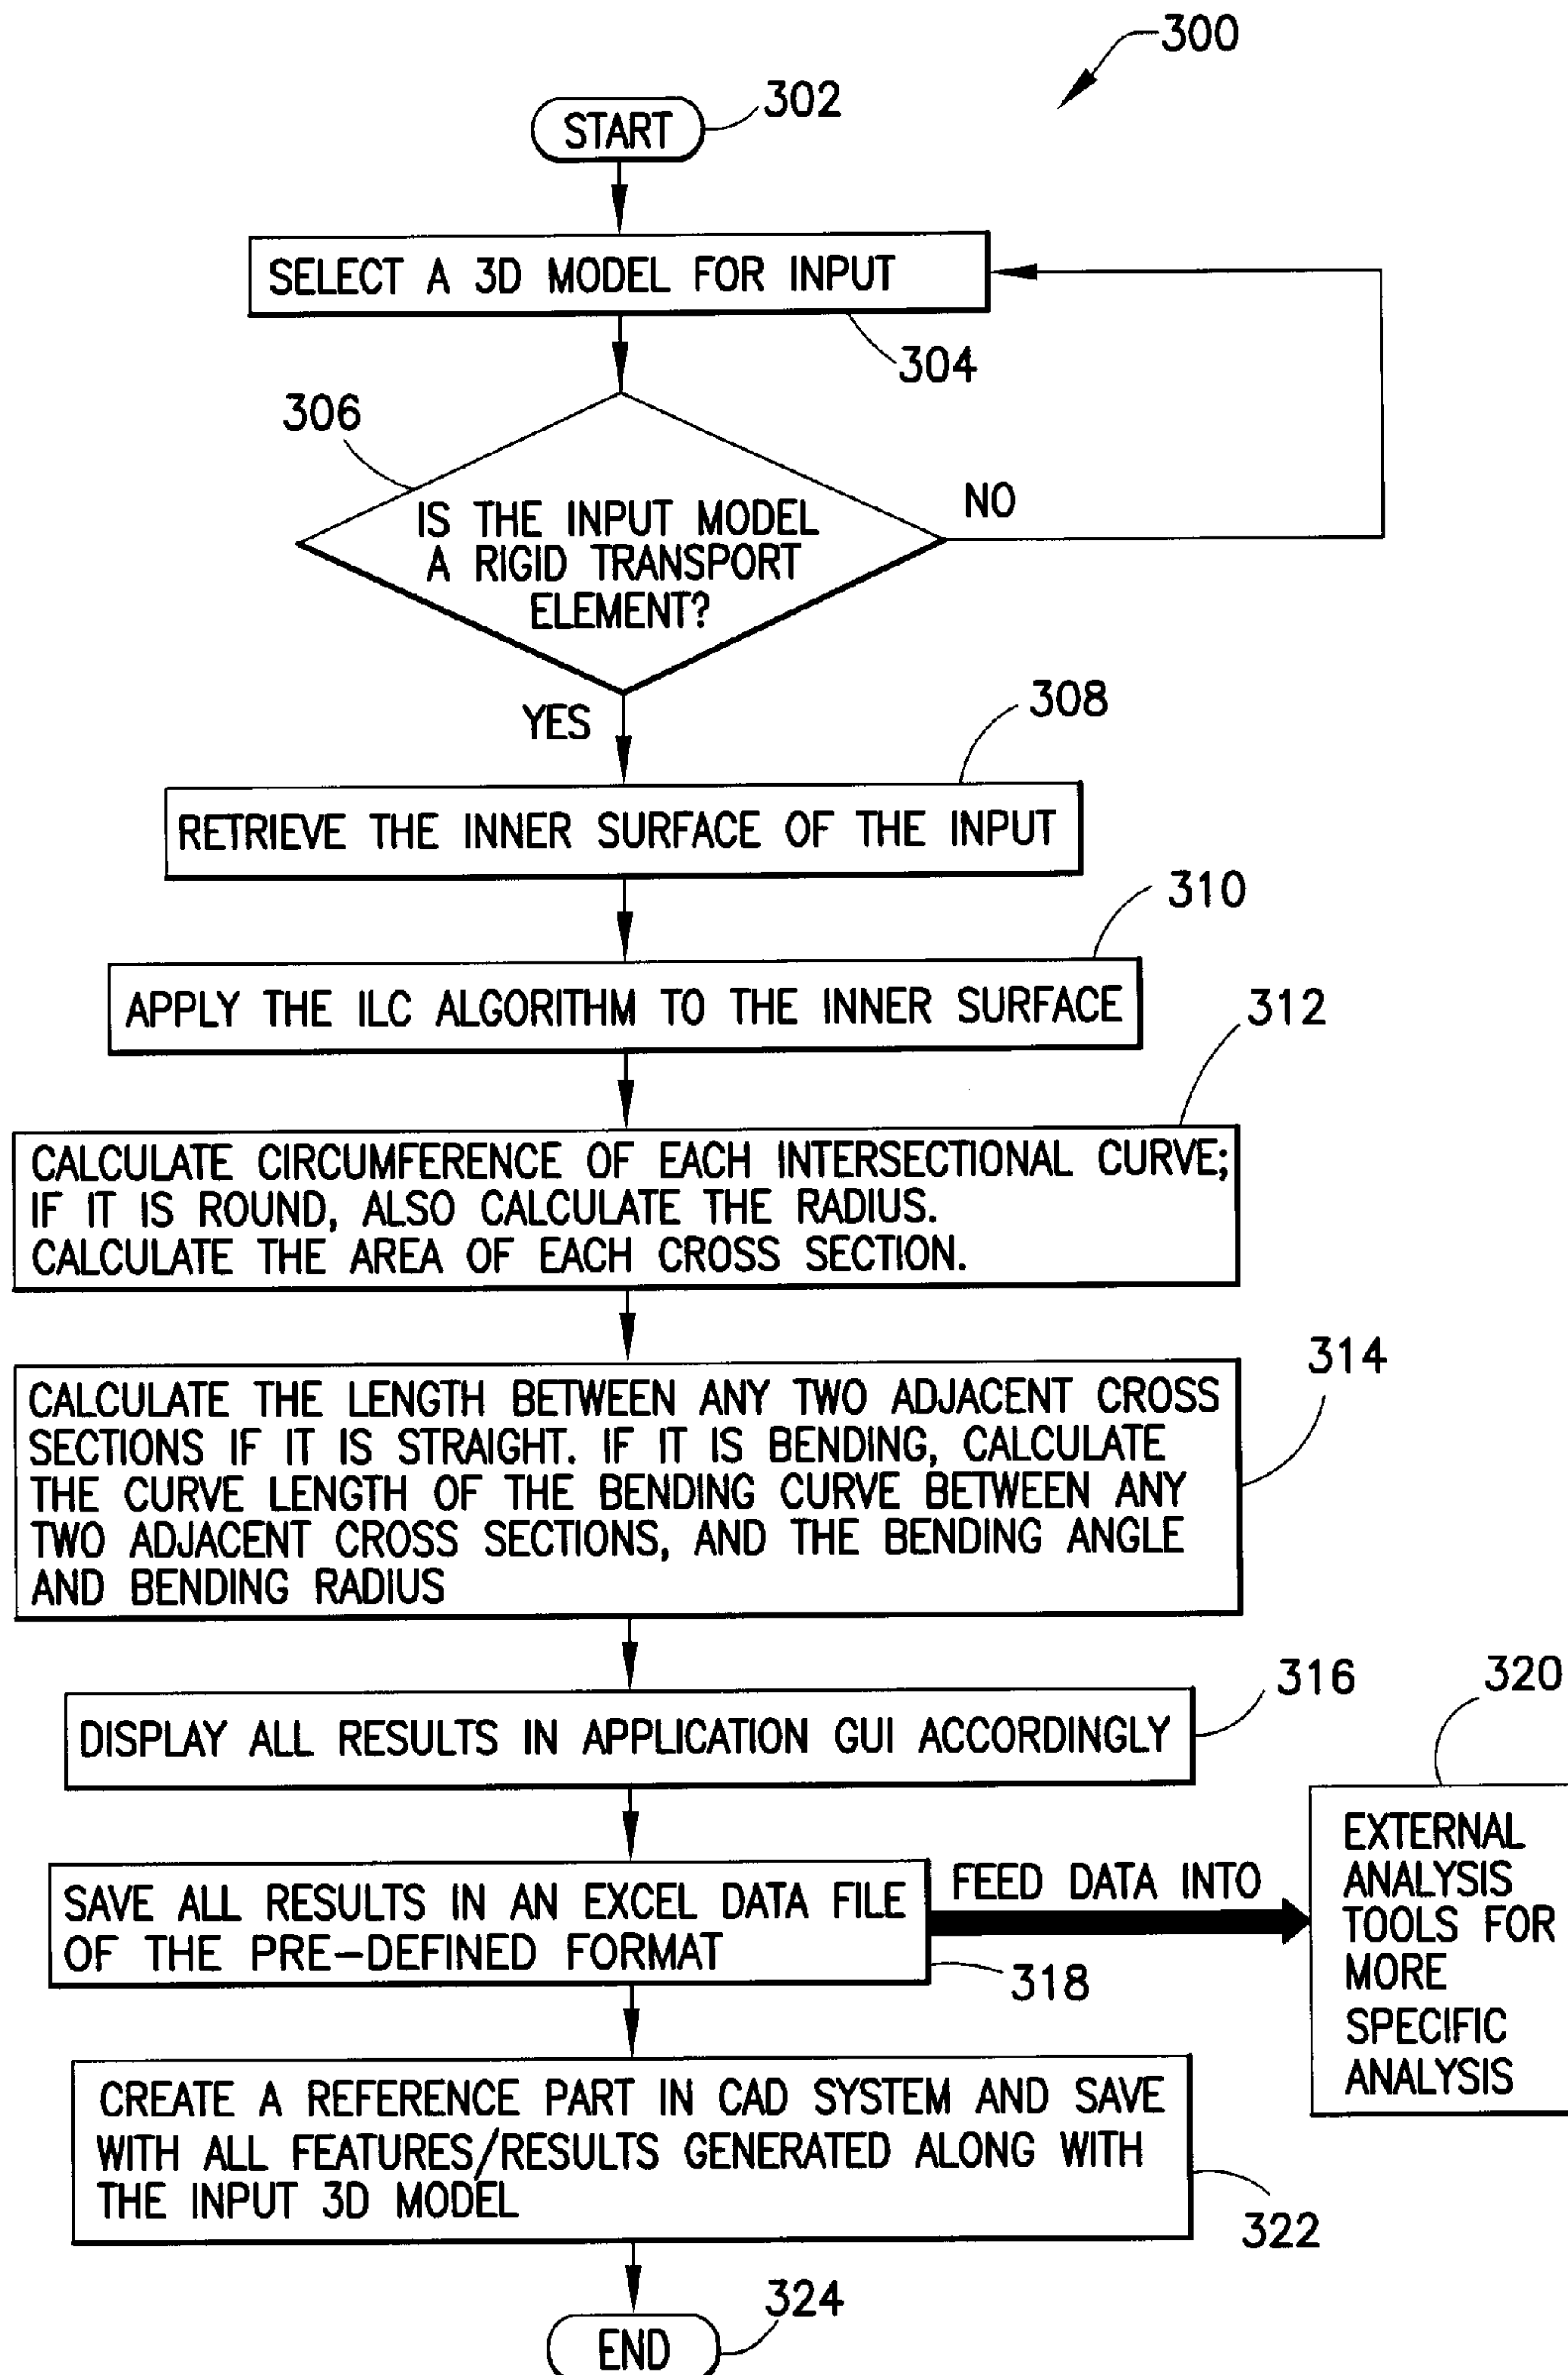 300
START
302
SELECT A 3D MODEL FOR INPUT
304
306
IS THE INPUT MODEL
A RIGID TRANSPORT
ELEMENT?
NO
YES
308
RETRIEVE THE INNER SURFACE OF THE INPUT
310
APPLY THE ILC ALGORITHM TO THE INNER SURFACE
312
CALCULATE CIRCUMFERENCE OF EACH INTERSECTIONAL CURVE;
IF IT IS ROUND, ALSO CALCULATE THE RADIUS.
CALCULATE THE AREA OF EACH CROSS SECTION.
314
CALCULATE THE LENGTH BETWEEN ANY TWO ADJACENT CROSS
SECTIONS IF IT IS STRAIGHT. IF IT IS BENDING, CALCULATE
THE CURVE LENGTH OF THE BENDING CURVE BETWEEN ANY
TWO ADJACENT CROSS SECTIONS, AND THE BENDING ANGLE
AND BENDING RADIUS
316
DISPLAY ALL RESULTS IN APPLICATION GUI ACCORDINGLY
320
SAVE ALL RESULTS IN AN EXCEL DATA FILE
OF THE PRE-DEFINED FORMAT
318
FEED DATA INTO
EXTERNAL
ANALYSIS
TOOLS FOR
MORE
SPECIFIC
ANALYSIS
CREATE A REFERENCE PART IN CAD SYSTEM AND SAVE
WITH ALL FEATURES/RESULTS GENERATED ALONG WITH
THE INPUT 3D MODEL
322
324
END